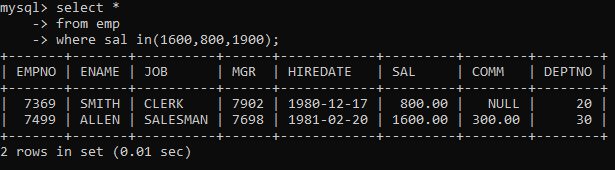 mysql> select *
    -> from emp
    -> where sal in(1600,800,1900);
+-------+-------+----------+------+------------+---------+--------+--------+
| EMPNO | ENAME | JOB      | MGR  | HIREDATE   | SAL     | COMM   | DEPTNO |
+-------+-------+----------+------+------------+---------+--------+--------+
|  7369 | SMITH | CLERK    | 7902 | 1980-12-17 |  800.00 |   NULL |     20 |
|  7499 | ALLEN | SALESMAN | 7698 | 1981-02-20 | 1600.00 | 300.00 |     30 |
+-------+-------+----------+------+------------+---------+--------+--------+
2 rows in set (0.01 sec)